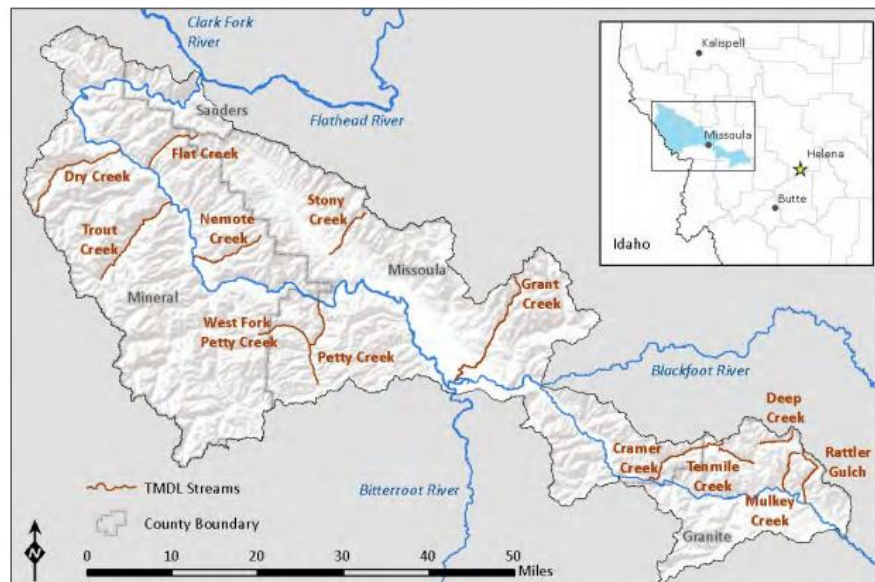 Clark Fork
River
Sanders
Flathead River
Flat Creek
Dry Creek
Trout
Creek
Nemote
Creek
Stony
Creek
Missoula
Mineral
Grant
Creek
West Fork
Petty Creek
Petty Creek
Blackfoot River
Deep
Creek
Rattler
Gulch
Cramer
Creek
Tenmile
Creek
Mulkey
Creek
Granite
Bitterroot River
TMDL Streams
County Boundary
N
0 10 20 30 40 50
Miles
Kalispell
Missoula
Helena
Butte
Idaho